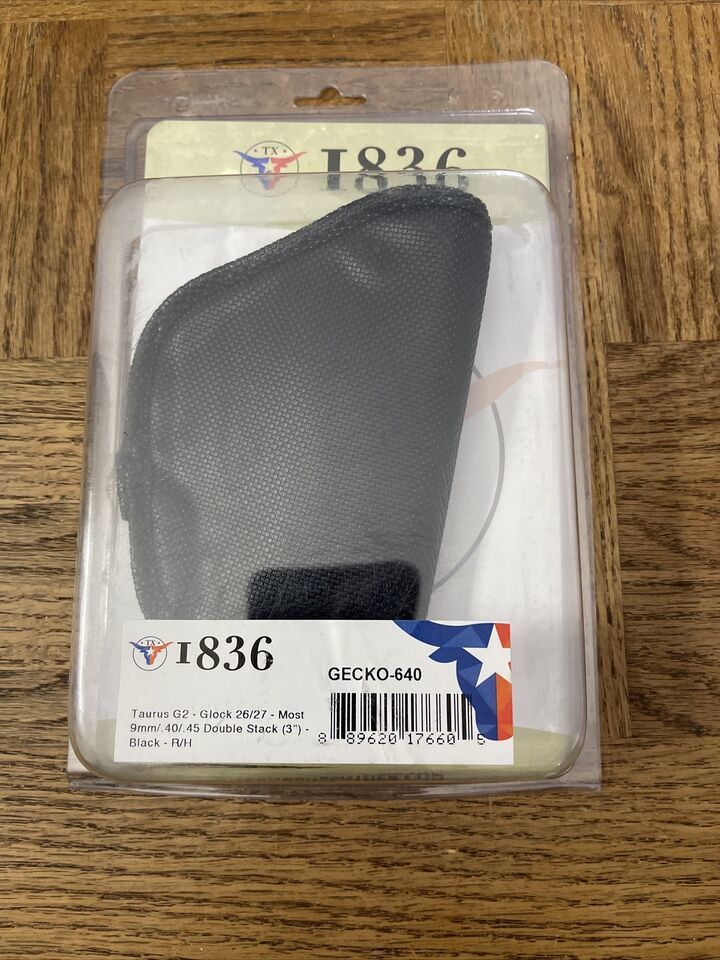 TX
1836
TX
1836
GECKO-640
Taurus G2 - Glock 26/27 - Most
9mm/.40/.45 Double Stack (3") -
Black - R/H
8 89620 17660 5